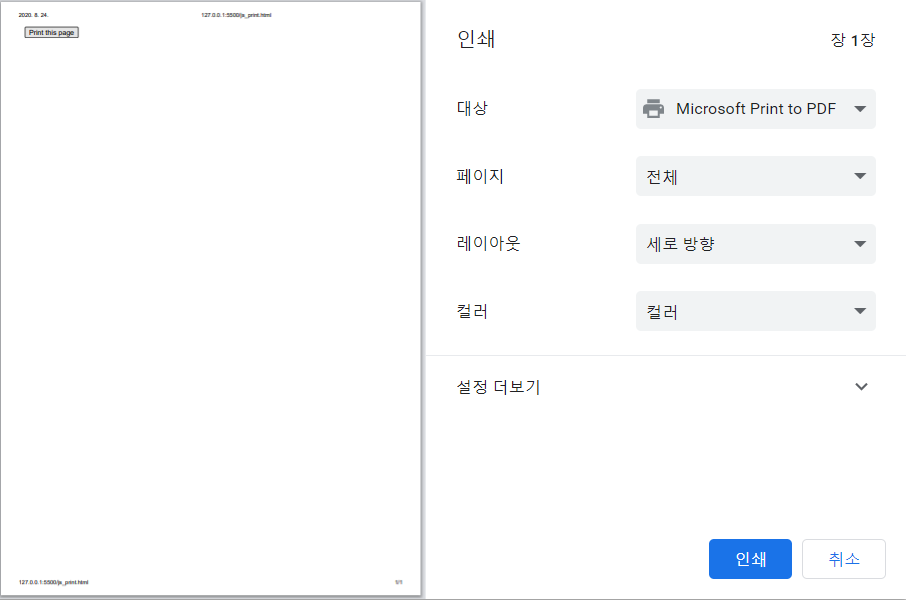 2020. 8. 24. 127.0.0.1:5500/js_print.html
Print this page
127.0.0.1:5500/js_print.html 1/1
인쇄 장 1장
대상 Microsoft Print to PDF
페이지 전체
레이아웃 세로 방향
컬러 컬러
설정 더보기
인쇄 취소